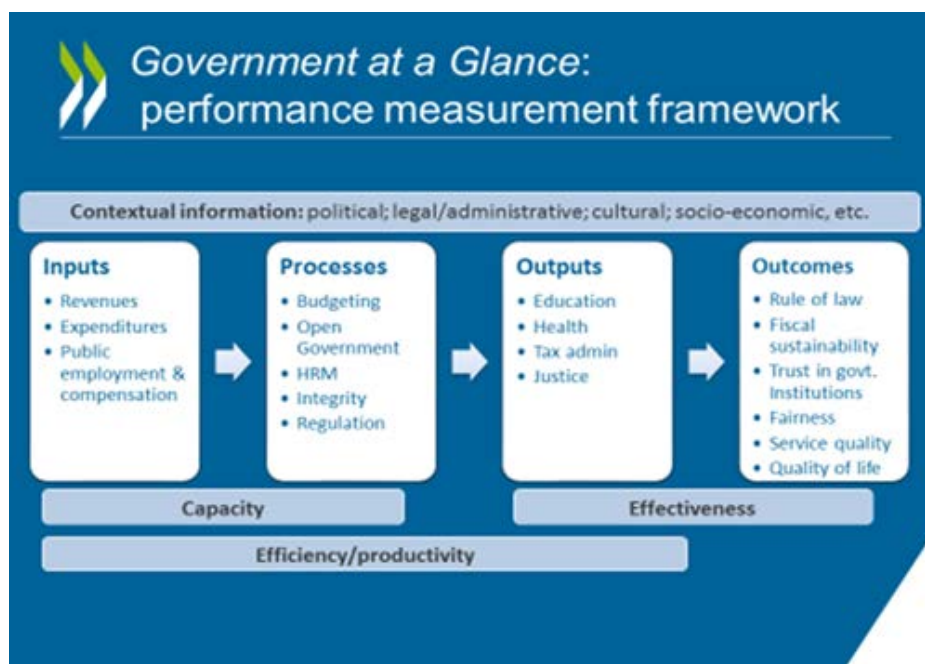 Government at a Glance:
performance measurement framework
Contextual information: political; legal/administrative; cultural; socio-economic, etc.
Inputs
• Revenues
• Expenditures
• Public
employment &
compensation
Processes
• Budgeting
• Open
Government
• HRM
• Integrity
• Regulation
Outputs
• Education
• Health
• Tax admin
• Justice
Outcomes
• Rule of law
• Fiscal
sustainability
• Trust in govt.
Institutions
• Fairness
• Service quality
• Quality of life
Capacity
Effectiveness
Efficiency/productivity